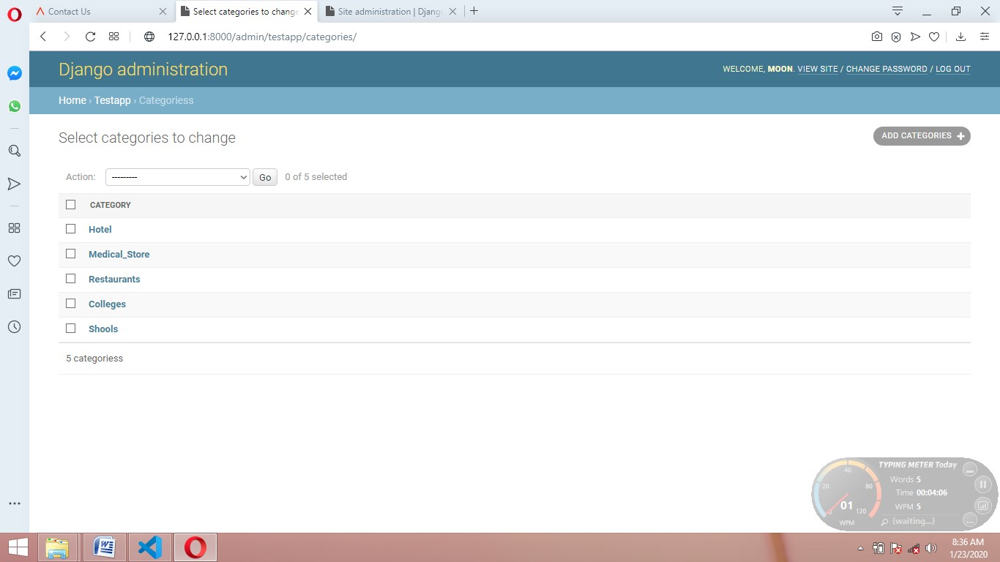 Contact Us
Select categories to change
Site administration | Djang
127.0.0.1:8000/admin/testapp/categories/
Django administration
WELCOME, MOON. VIEW SITE / CHANGE PASSWORD / LOG OUT
Home › Testapp › Categoriess
Select categories to change
ADD CATEGORIES +
Action: --------- Go 0 of 5 selected
CATEGORY
Hotel
Medical_Store
Restaurants
Colleges
Shools
5 categoriess
TYPING METER Today
Words 5
Time 00:04:06
WPM 5
(waiting...)
0 20 40 80 120
01
WPM
8:36 AM
1/23/2020